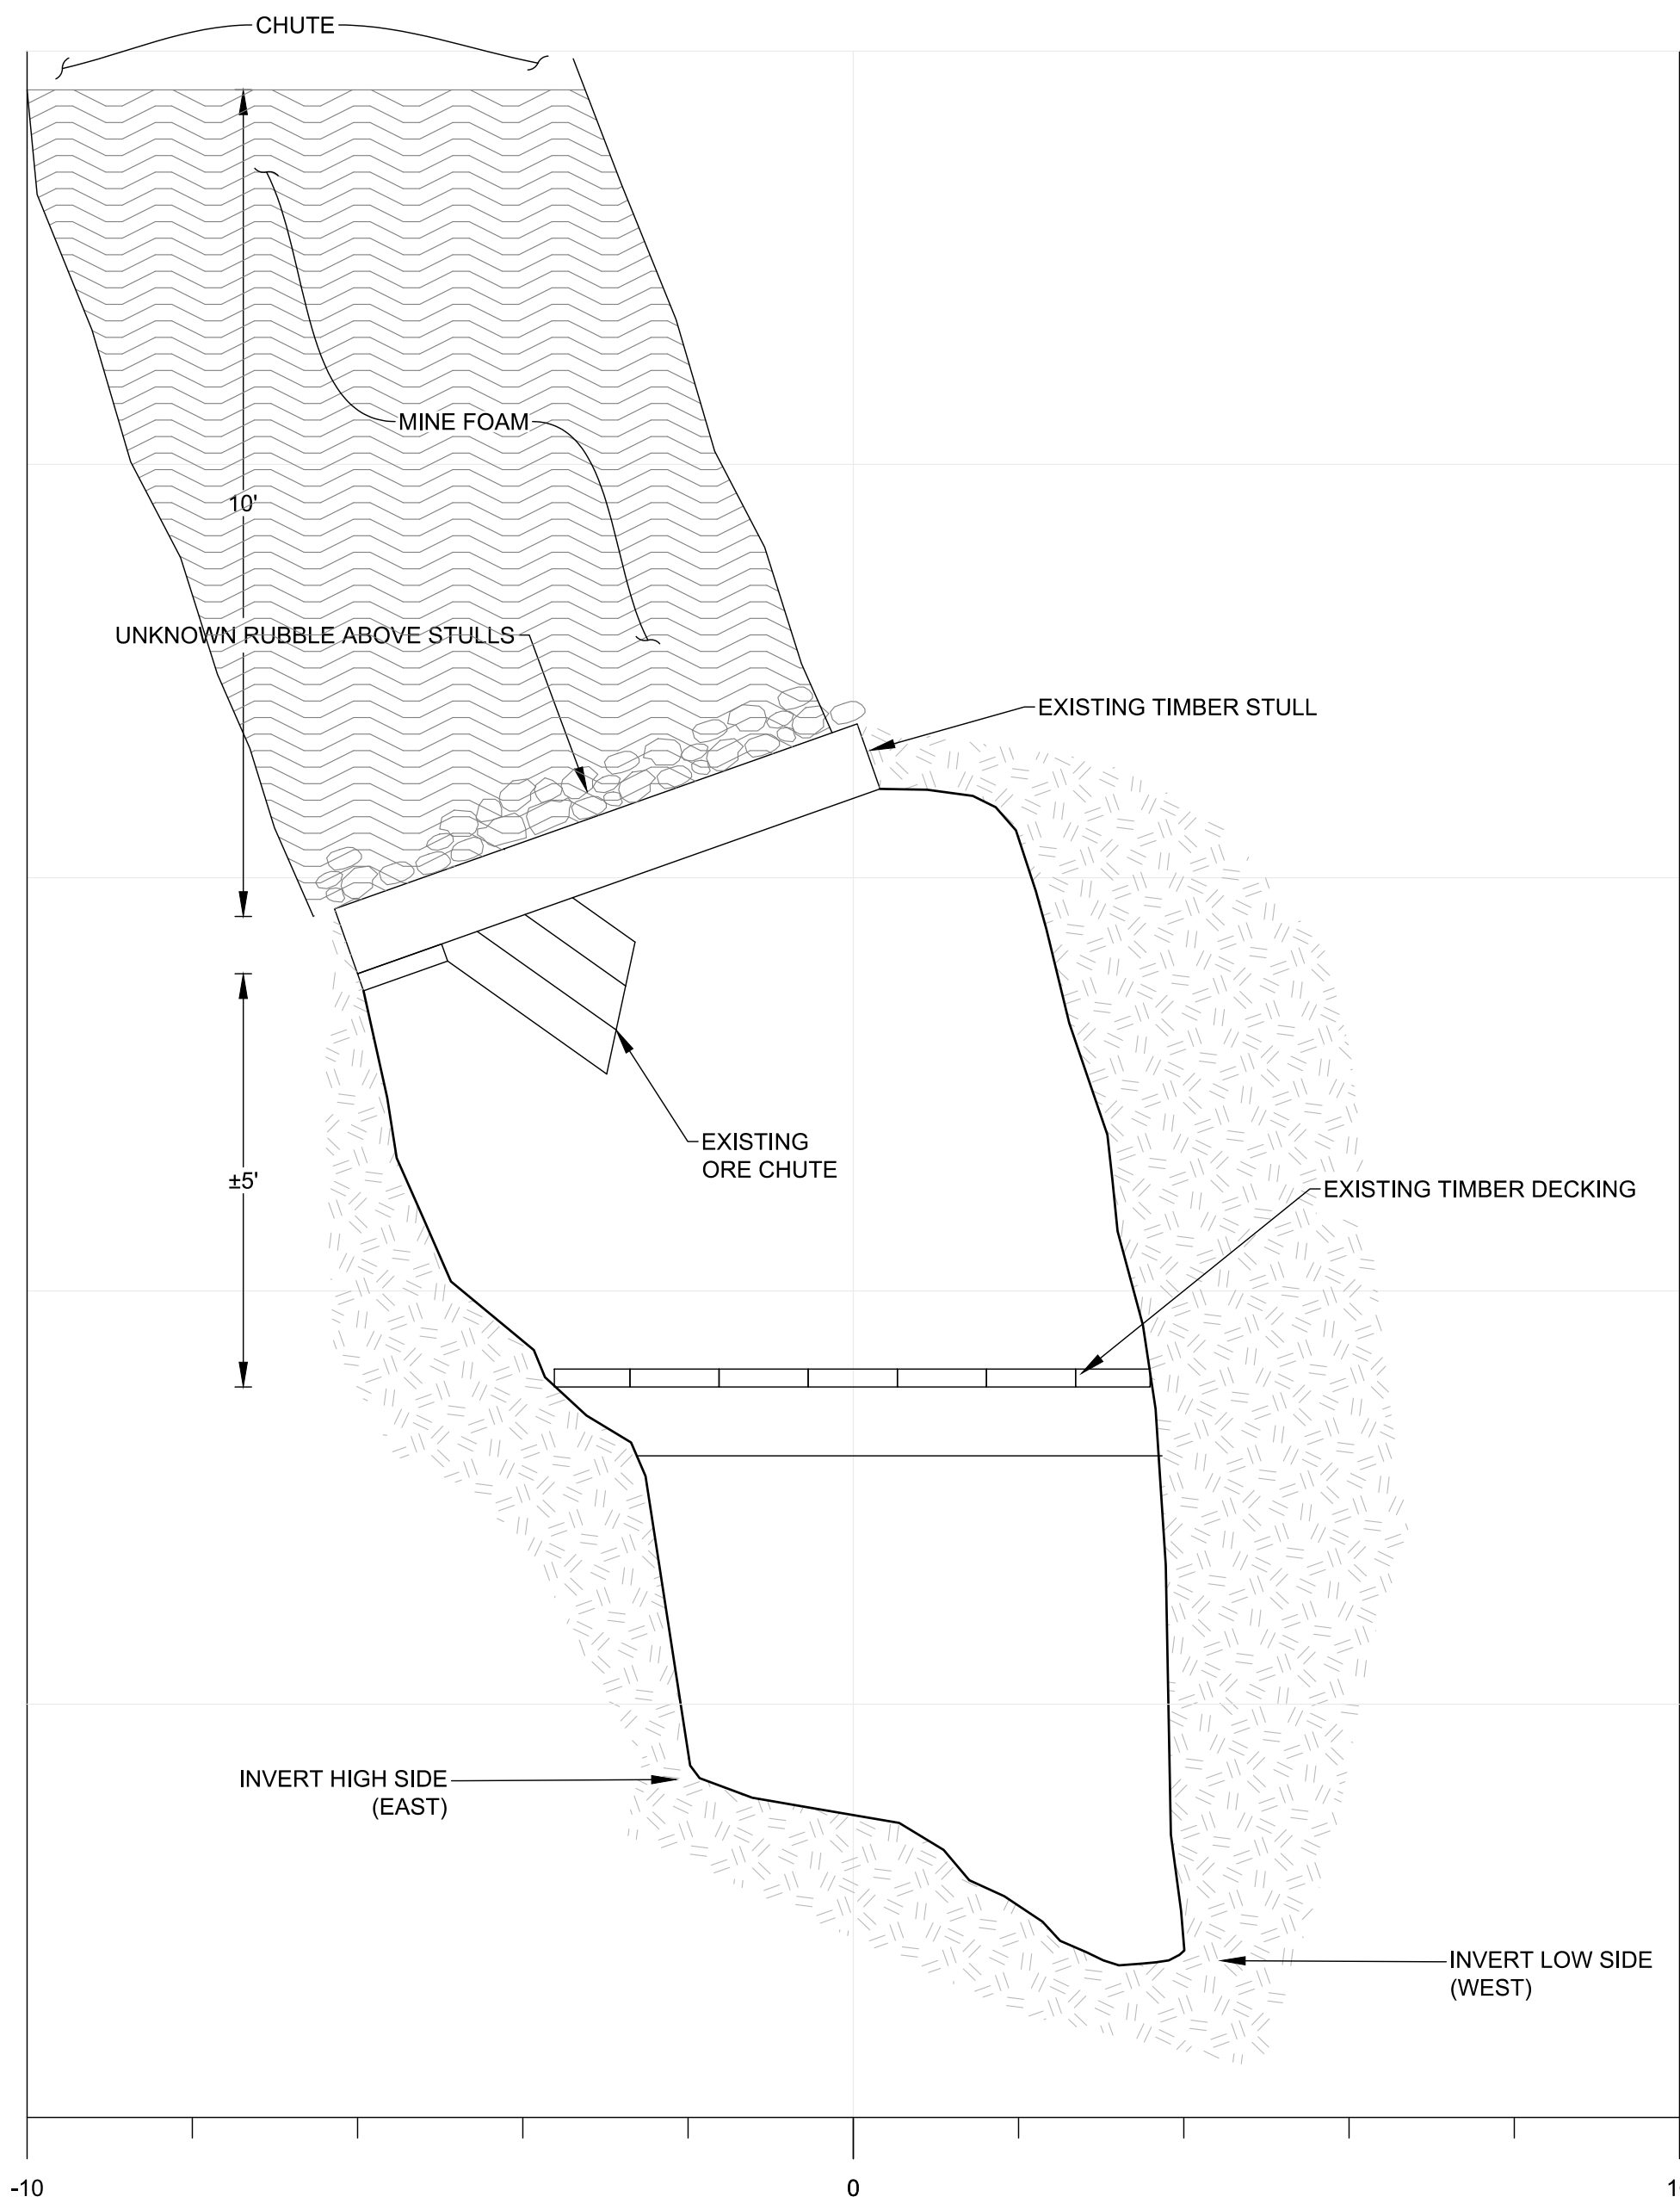 CHUTE
MINE FOAM
10'
UNKNOWN RUBBLE ABOVE STULLS
EXISTING TIMBER STULL
EXISTING
ORE CHUTE
±5'
EXISTING TIMBER DECKING
INVERT HIGH SIDE
(EAST)
INVERT LOW SIDE
(WEST)
-10
0
1